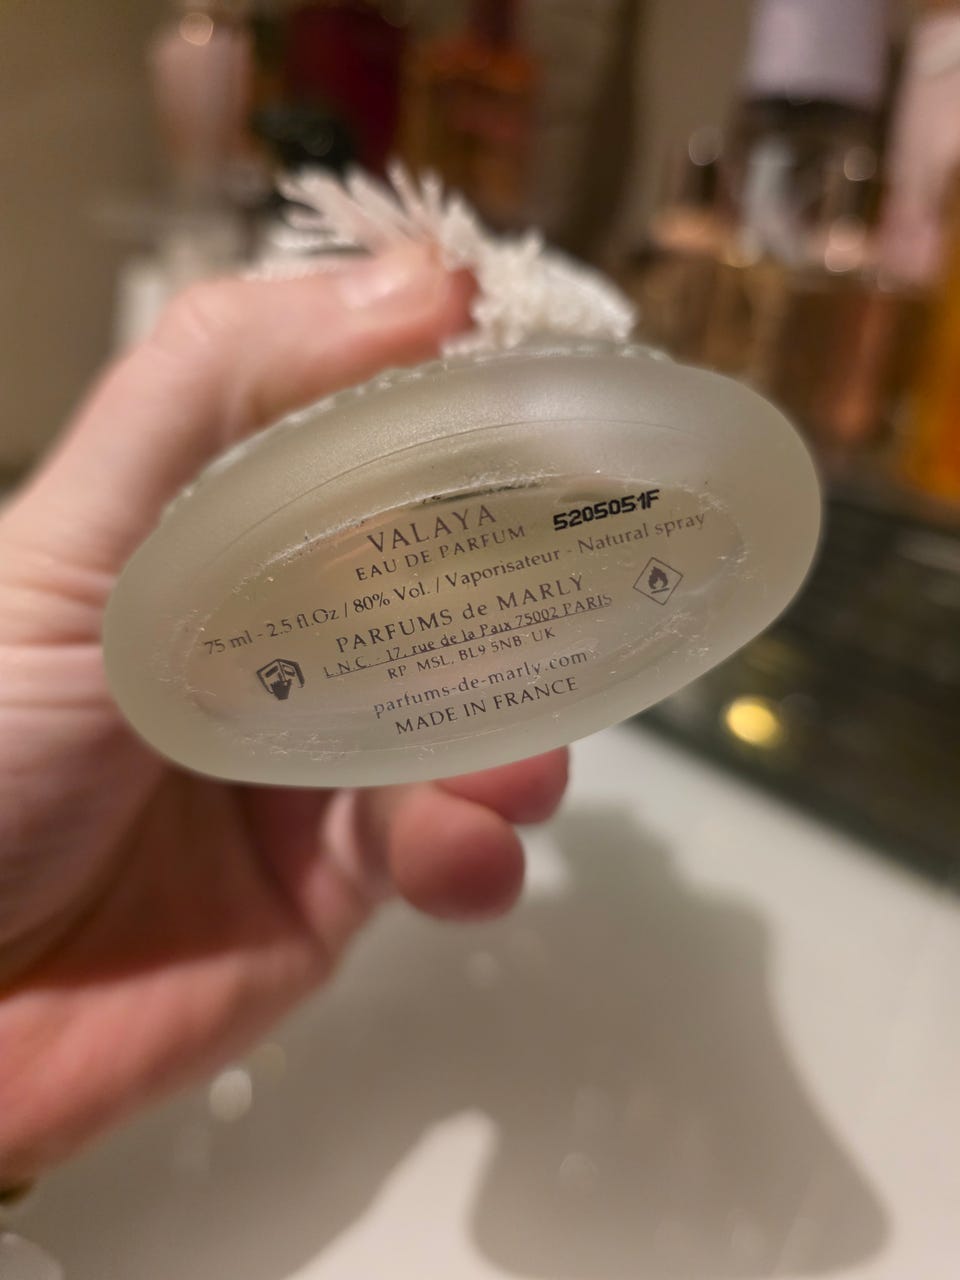 VALAYA
5205051F
EAU DE PARFUM
75 ml - 2.5 fl.Oz / 80% Vol. / Vaporisateur - Natural spray
PARFUMS de MARLY
L.N.C. - 17, rue de la Paix 75002 PARIS
RP MSL, BL9 5NB UK
parfums-de-marly.com
MADE IN FRANCE